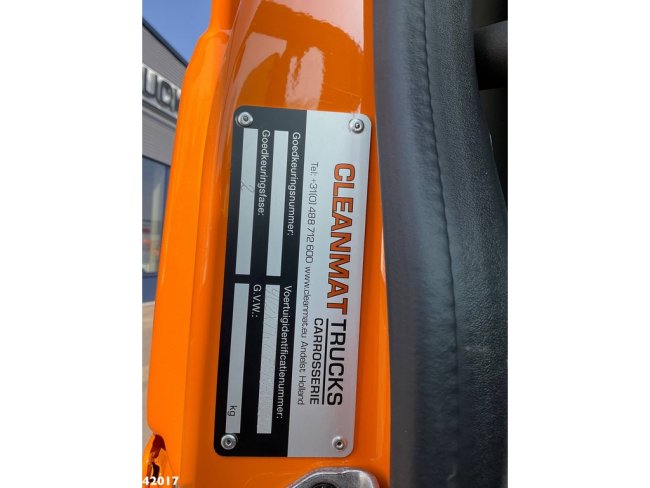 CLEANMAT TRUCKS
CARROSSERIE
Tel: +31(0) 488 712 600 www.cleanmat.eu Andelst Holland
Goedkeuringsnummer:
Voertuigidentificatienummer:
Goedkeuringsfase:
2
G.V.W.:
kg
42017